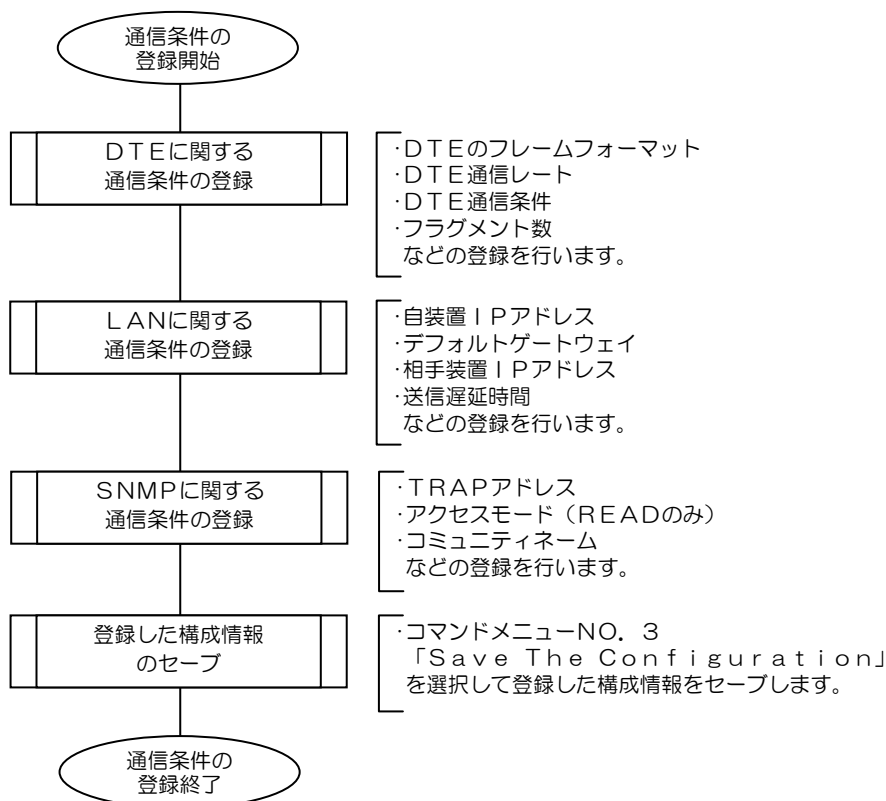 通信条件の
登録開始
DTEに関する
通信条件の登録
・DTEのフレームフォーマット
・DTE通信レート
・DTE通信条件
・フラグメント数
などの登録を行います。
LANに関する
通信条件の登録
・自装置IPアドレス
・デフォルトゲートウェイ
・相手装置IPアドレス
・送信遅延時間
などの登録を行います。
SNMPに関する
通信条件の登録
・TRAPアドレス
・アクセスモード（READのみ）
・コミュニティネーム
などの登録を行います。
登録した構成情報
のセーブ
・コマンドメニューNO．3
「Save The Configuration」
を選択して登録した構成情報をセーブします。
通信条件の
登録終了